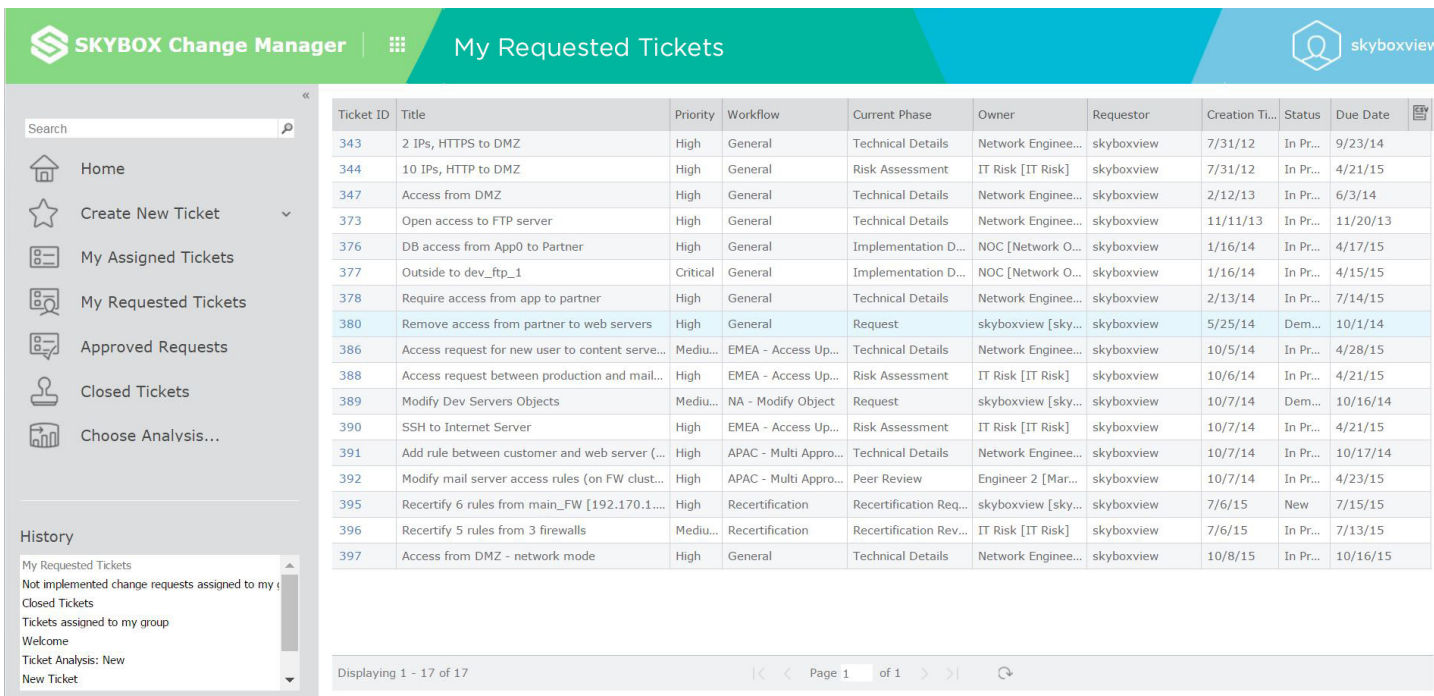 SKYBOX Change Manager
My Requested Tickets
skyboxview
«
Search
Home
Create New Ticket
My Assigned Tickets
My Requested Tickets
Approved Requests
Closed Tickets
Choose Analysis...
History
My Requested Tickets
Not implemented change requests assigned to my
Closed Tickets
Tickets assigned to my group
Welcome
Ticket Analysis: New
New Ticket
Ticket ID Title Priority Workflow Current Phase Owner Requestor Creation Ti... Status Due Date CSV
343 2 IPs, HTTPS to DMZ High General Technical Details Network Enginee... skyboxview 7/31/12 In Pr... 9/23/14
344 10 IPs, HTTP to DMZ High General Risk Assessment IT Risk [IT Risk] skyboxview 7/31/12 In Pr... 4/21/15
347 Access from DMZ High General Technical Details Network Enginee... skyboxview 2/12/13 In Pr... 6/3/14
373 Open access to FTP server High General Technical Details Network Enginee... skyboxview 11/11/13 In Pr... 11/20/13
376 DB access from App0 to Partner High General Implementation D... NOC [Network O... skyboxview 1/16/14 In Pr... 4/17/15
377 Outside to dev_ftp_1 Critical General Implementation D... NOC [Network O... skyboxview 1/16/14 In Pr... 4/15/15
378 Require access from app to partner High General Technical Details Network Enginee... skyboxview 2/13/14 In Pr... 7/14/15
380 Remove access from partner to web servers High General Request skyboxview [sky... skyboxview 5/25/14 Dem... 10/1/14
386 Access request for new user to content serve... Mediu... EMEA - Access Up... Technical Details Network Enginee... skyboxview 10/5/14 In Pr... 4/28/15
388 Access request between production and mail... High EMEA - Access Up... Risk Assessment IT Risk [IT Risk] skyboxview 10/6/14 In Pr... 4/21/15
389 Modify Dev Servers Objects Mediu... NA - Modify Object Request skyboxview [sky... skyboxview 10/7/14 Dem... 10/16/14
390 SSH to Internet Server High EMEA - Access Up... Risk Assessment IT Risk [IT Risk] skyboxview 10/7/14 In Pr... 4/21/15
391 Add rule between customer and web server (... High APAC - Multi Appro... Technical Details Network Enginee... skyboxview 10/7/14 In Pr... 10/17/14
392 Modify mail server access rules (on FW clust... High APAC - Multi Appro... Peer Review Engineer 2 [Mar... skyboxview 10/7/14 In Pr... 4/23/15
395 Recertify 6 rules from main_FW [192.170.1.... High Recertification Recertification Req... skyboxview [sky... skyboxview 7/6/15 New 7/15/15
396 Recertify 5 rules from 3 firewalls Mediu... Recertification Recertification Rev... IT Risk [IT Risk] skyboxview 7/6/15 In Pr... 7/13/15
397 Access from DMZ - network mode High General Technical Details Network Enginee... skyboxview 10/8/15 In Pr... 10/16/15
Displaying 1 - 17 of 17 Page 1 of 1